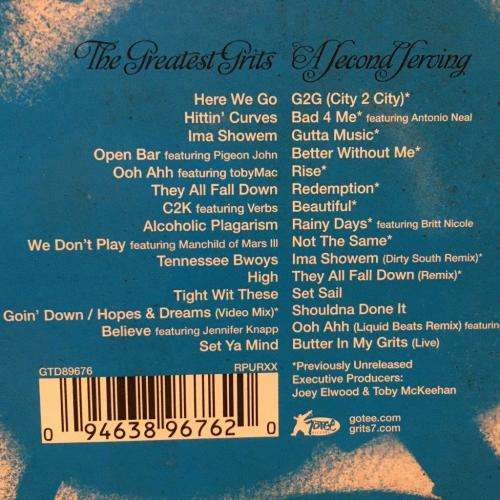 The Greatest Grits
Here We Go
Hittin' Curves
Ima Showem
Open Bar featuring Pigeon John
Ooh Ahh featuring tobyMac
They All Fall Down
C2K featuring Verbs
Alcoholic Plagarism
We Don't Play featuring Manchild of Mars III
Tennessee Bwoys
High
Tight Wit These
Goin' Down / Hopes & Dreams (Video Mix)*
Believe featuring Jennifer Knapp
Set Ya Mind
A Second Serving
G2G (City 2 City)*
Bad 4 Me* featuring Antonio Neal
Gutta Music*
Better Without Me*
Rise*
Redemption*
Beautiful*
Rainy Days* featuring Britt Nicole
Not The Same*
Ima Showem (Dirty South Remix)*
They All Fall Down (Remix)*
Set Sail
Shouldna Done It
Ooh Ahh (Liquid Beats Remix) featurin
Butter In My Grits (Live)
*Previously Unreleased
Executive Producers:
Joey Elwood & Toby McKeehan
GTD89676 RPURXX
0 94638 96762 0
gotee.com
grits7.com